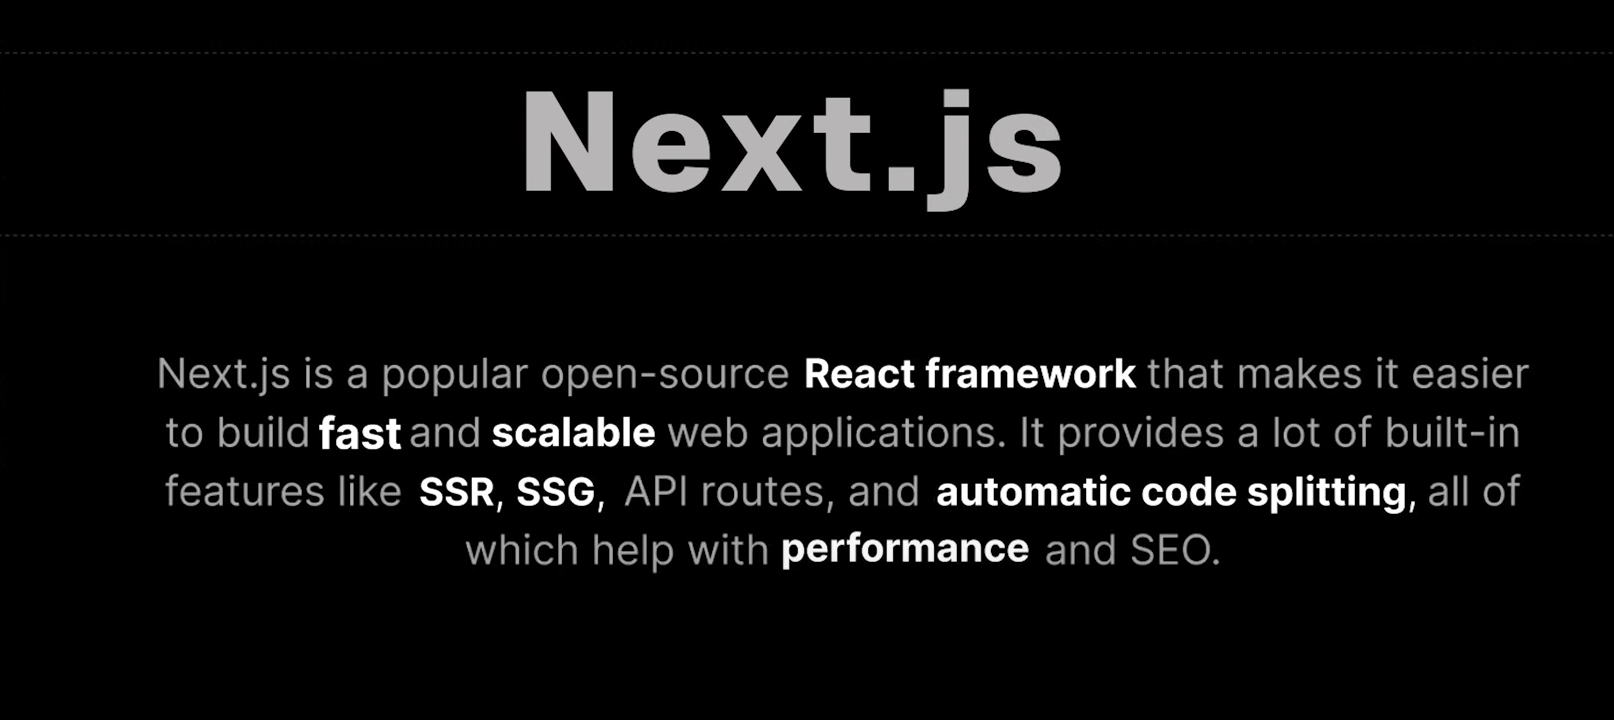 Next.js
Next.js is a popular open-source React framework that makes it easier
to build fast and scalable web applications. It provides a lot of built-in
features like SSR, SSG, API routes, and automatic code splitting, all of
which help with performance and SEO.